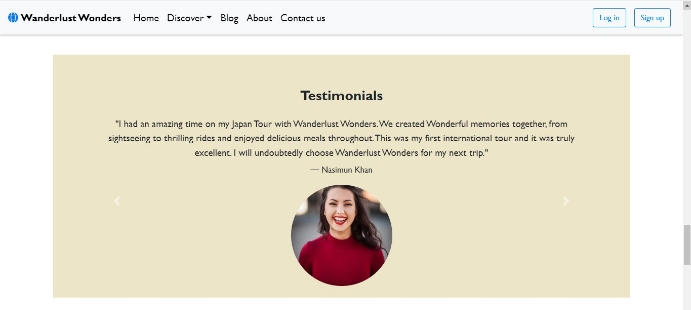 Wanderlust Wonders Home Discover Blog About Contact us Log in Sign up
Testimonials
"I had an amazing time on my Japan Tour with Wanderlust Wonders. We created Wonderful memories together, from
sightseeing to thrilling rides and enjoyed delicious meals throughout. This was my first international tour and it was truly
excellent. I will undoubtedly choose Wanderlust Wonders for my next trip."
— Nasimun Khan